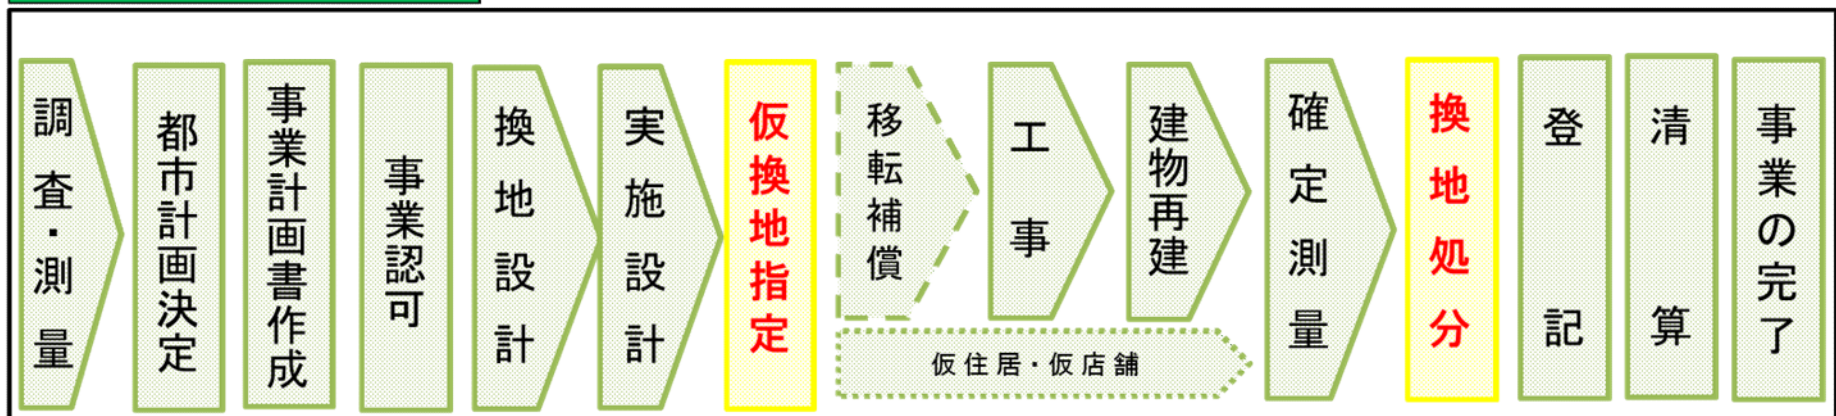 調査・測量
都市計画決定
事業計画書作成
事業認可
換地設計
実施設計
仮換地指定
移転補償
工事
建物再建
仮住居・仮店舗
確定測量
換地処分
登記
清算
事業の完了